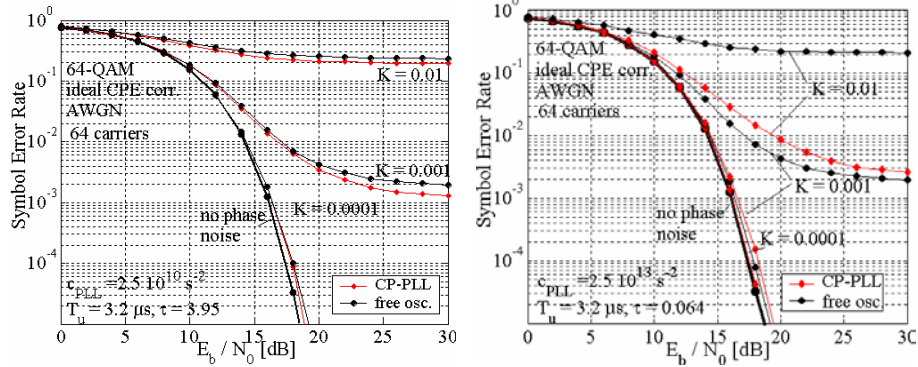 10^0
10^-1
10^-2
10^-3
10^-4
Symbol Error Rate
64-QAM
ideal CPE corr.
AWGN
64 carriers
K = 0.01
K = 0.001
K = 0.0001
no phase
noise
c_PLL = 2.5 10^10 s^-2
T_u = 3.2 µs, τ = 3.95
CP-PLL
free osc.
0 5 10 15 20 25 30
E_b / N_0 [dB]
10^0
10^-1
10^-2
10^-3
10^-4
Symbol Error Rate
64-QAM
ideal CPE corr.
AWGN
64 carriers
K = 0.01
K = 0.001
no phase
noise
K = 0.0001
c_PLL = 2.5 10^13 s^-2
T_u = 3.2 µs, τ = 0.064
CP-PLL
free osc.
0 5 10 15 20 25 30
E_b / N_0 [dB]